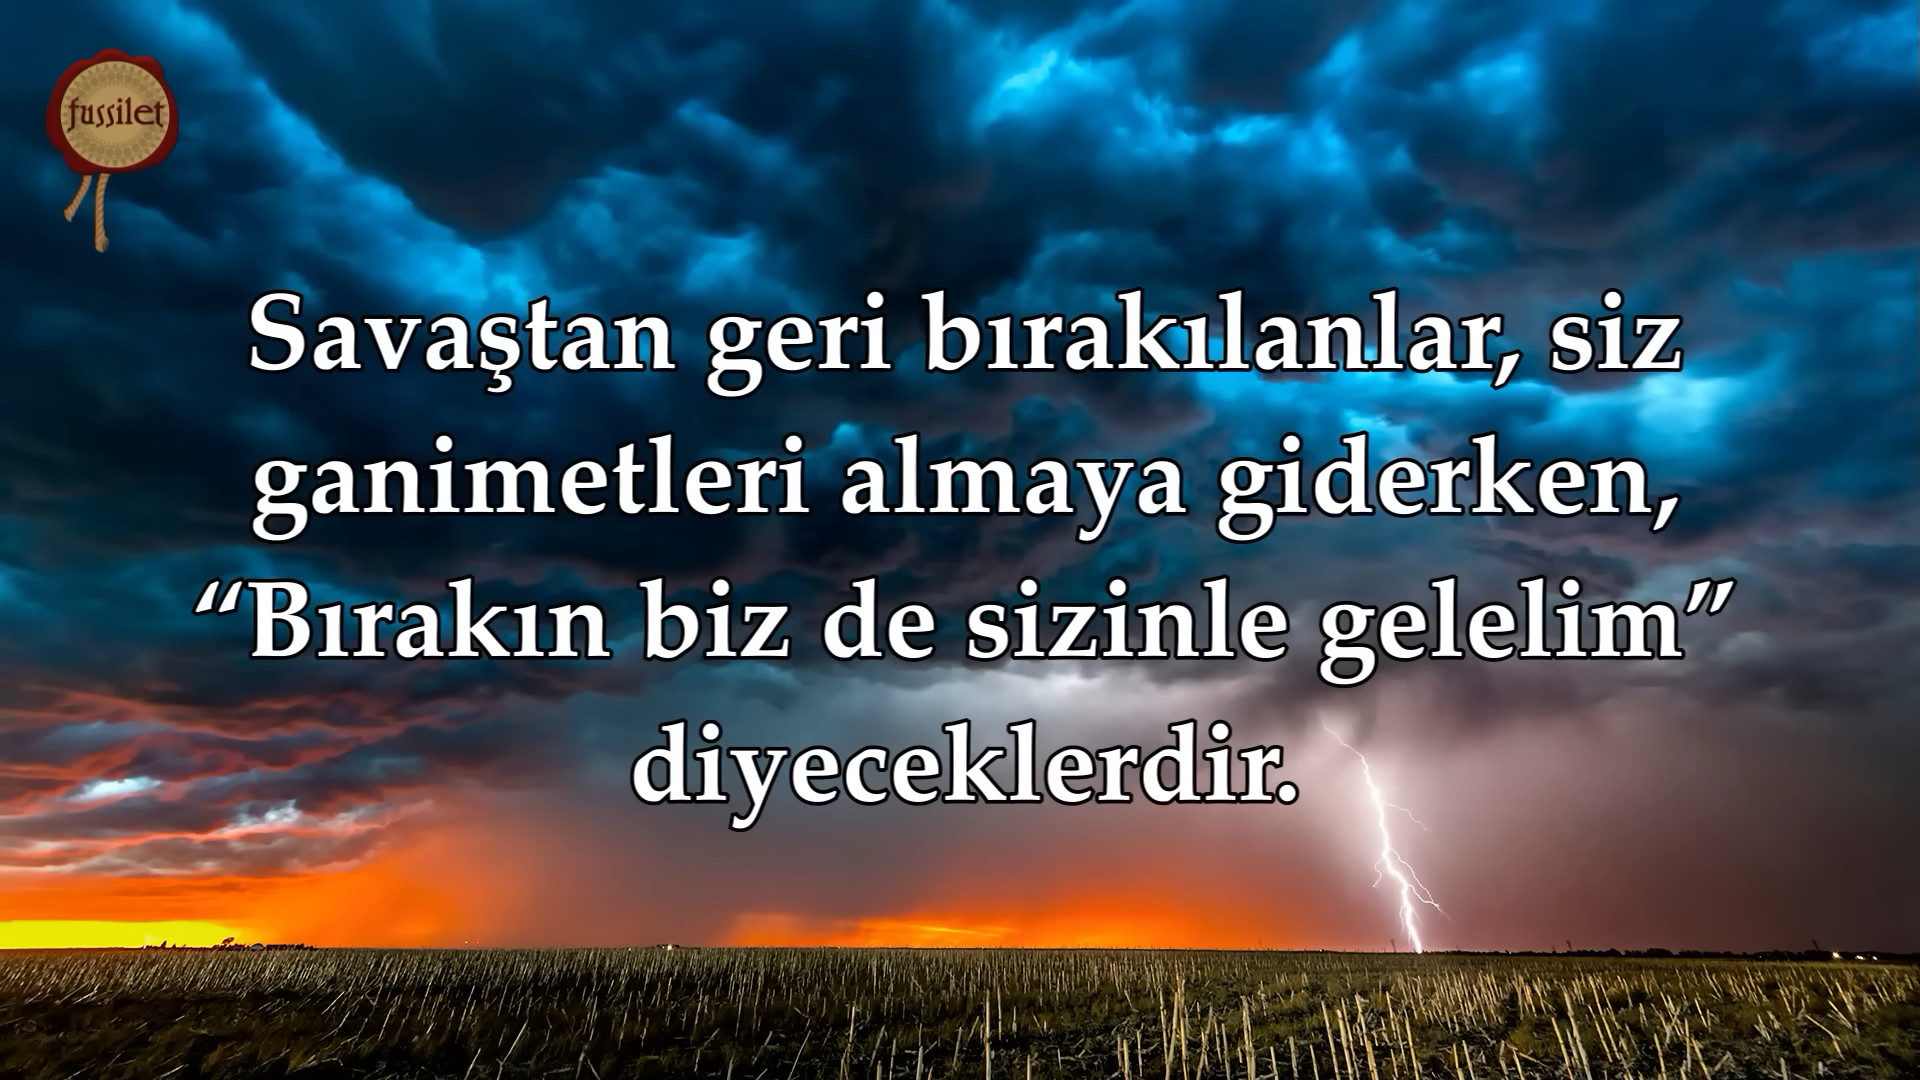 fussilet
Savaştan geri bırakılanlar, siz
ganimetleri almaya giderken,
“Bırakın biz de sizinle gelelim”
diyeceklerdir.